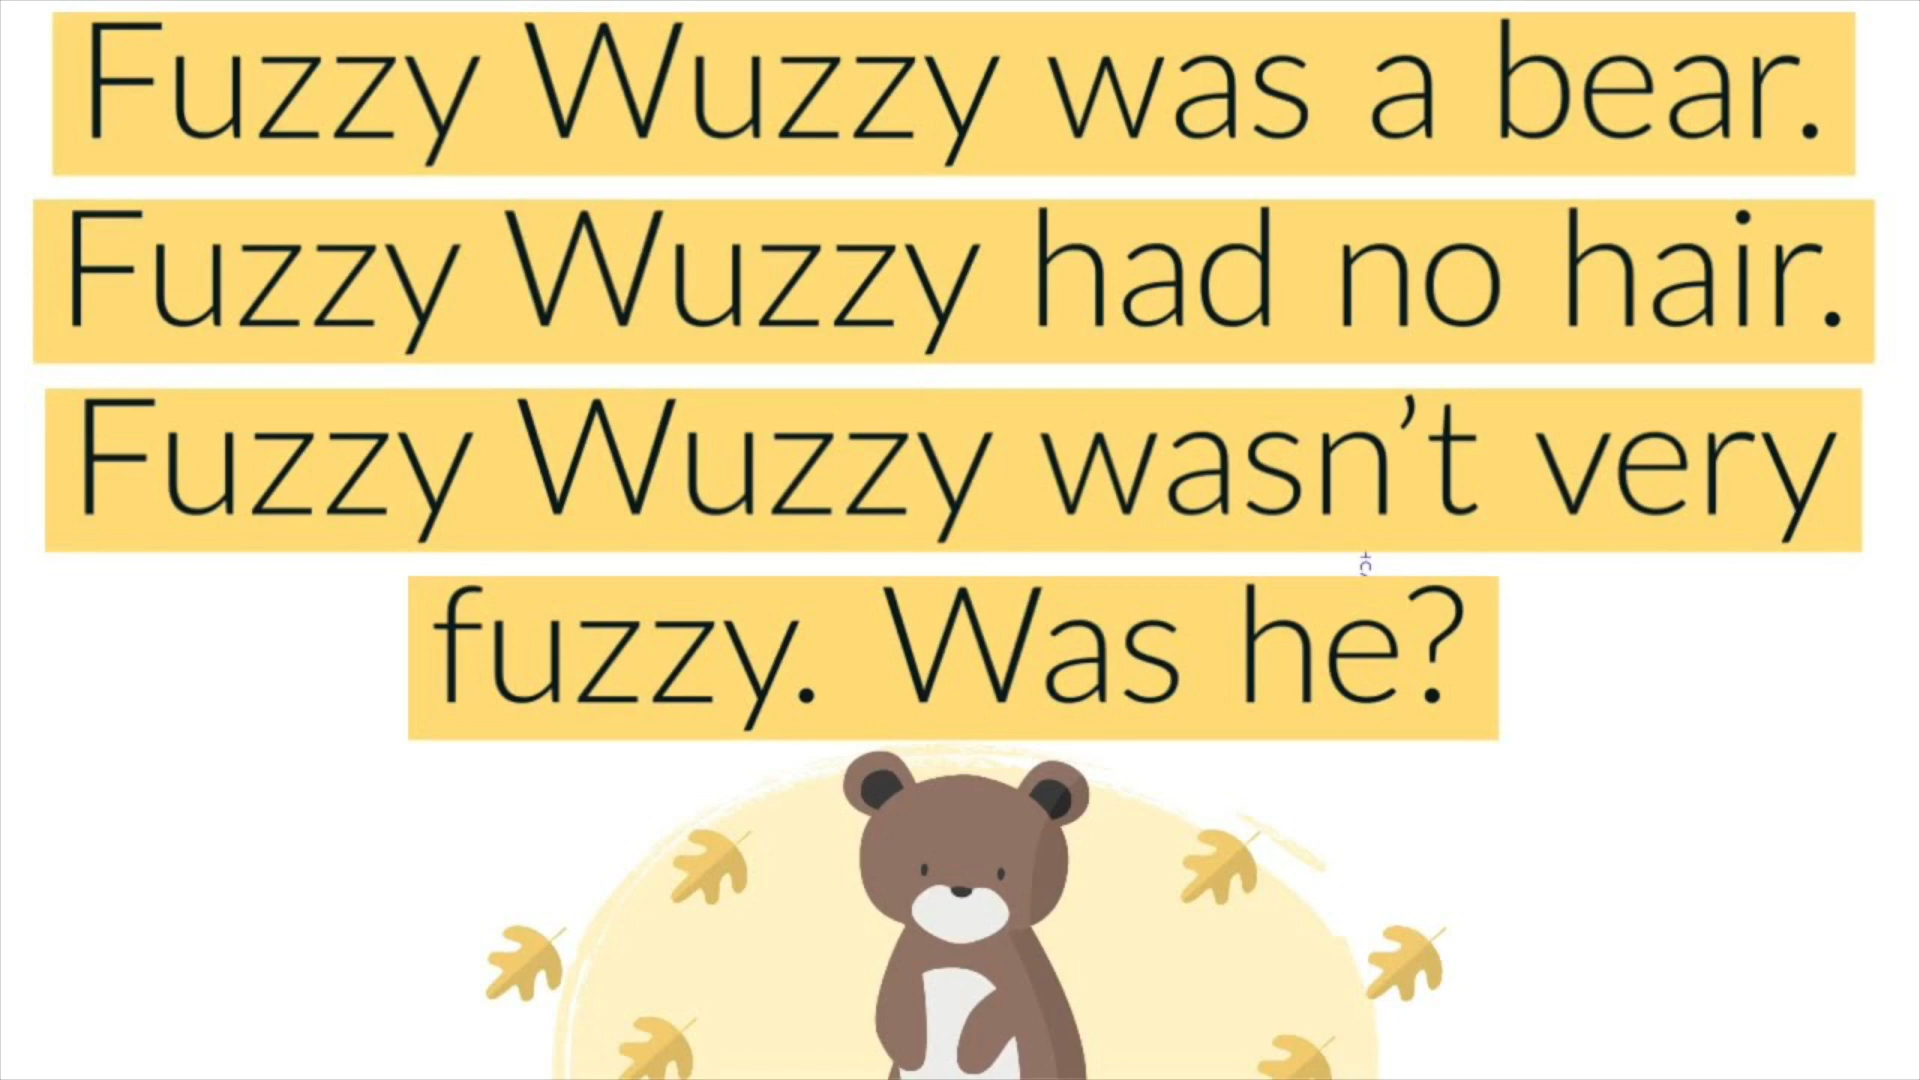 Fuzzy Wuzzy was a bear.
Fuzzy Wuzzy had no hair.
Fuzzy Wuzzy wasn’t very
fuzzy. Was he?